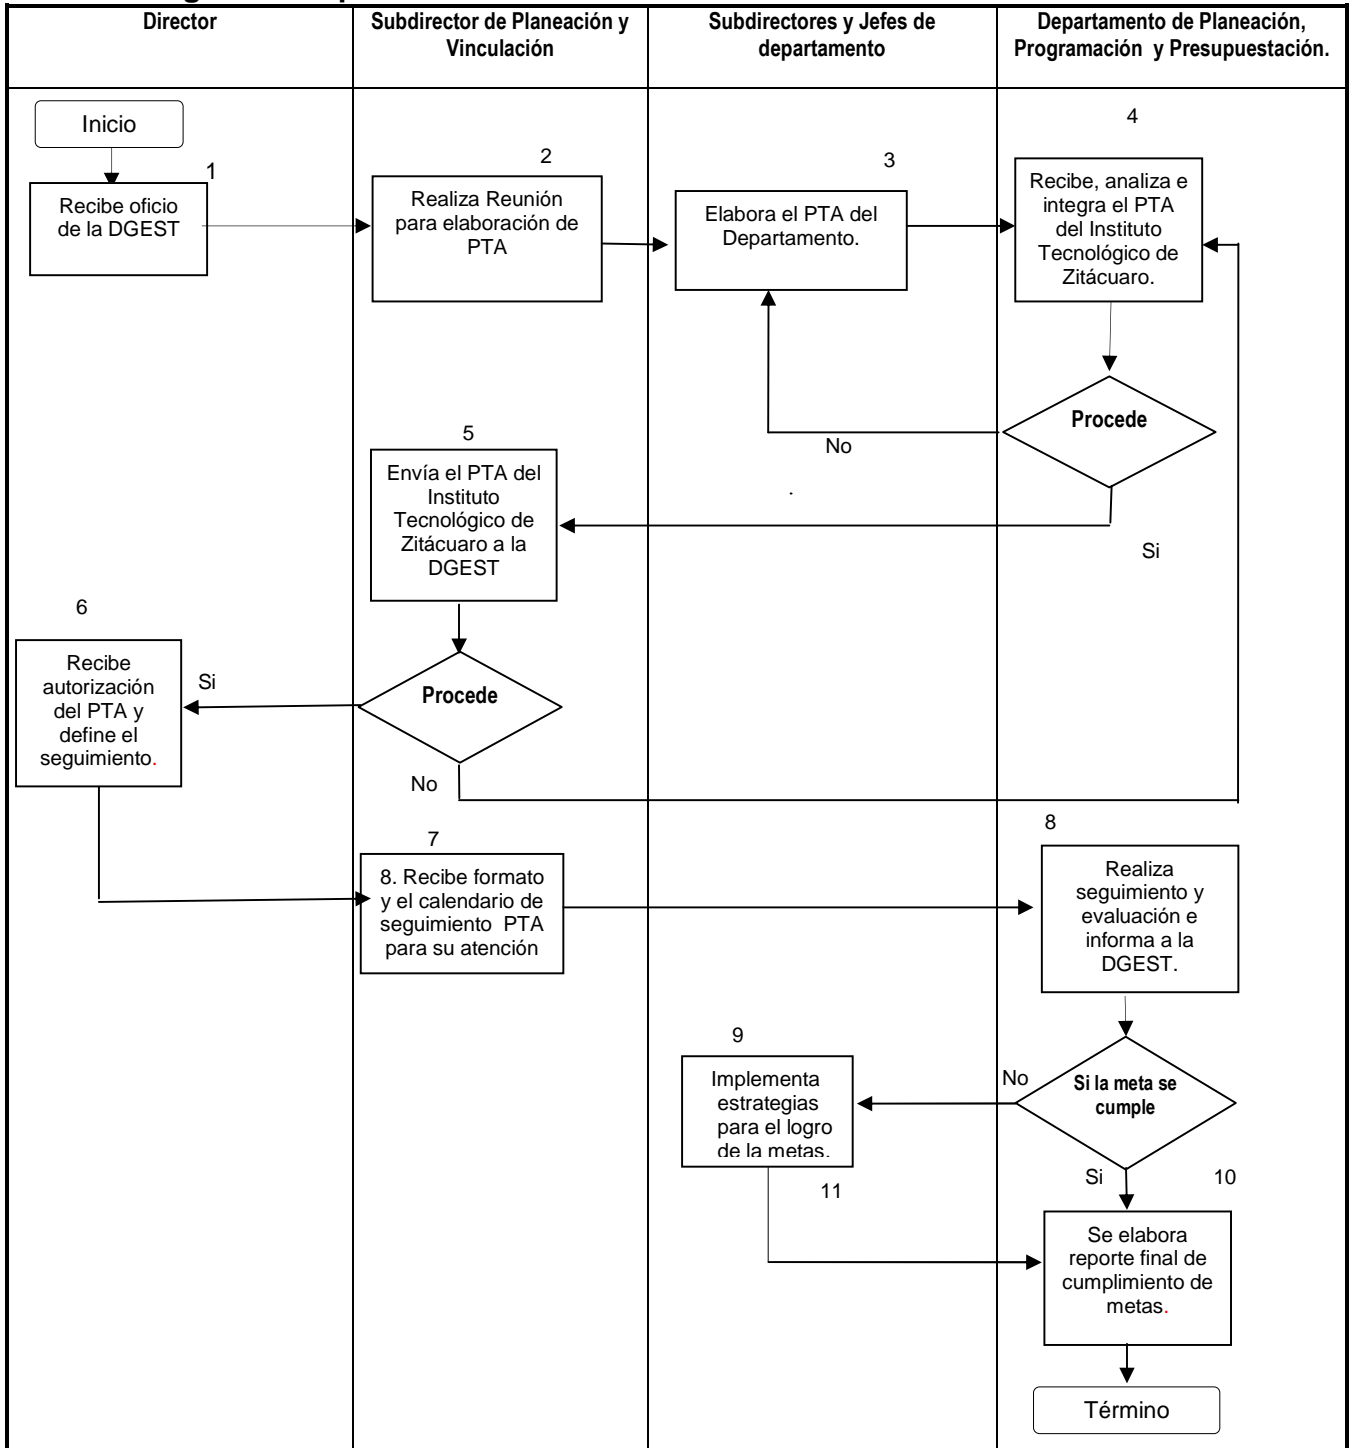 Director
Subdirector de Planeación y
Vinculación
Subdirectores y Jefes de
departamento
Departamento de Planeación,
Programación y Presupuestación.
Inicio
1
Recibe oficio
de la DGEST
2
Realiza Reunión
para elaboración de
PTA
3
Elabora el PTA del
Departamento.
4
Recibe, analiza e
integra el PTA
del Instituto
Tecnológico de
Zitácuaro.
Procede
No
Si
5
Envía el PTA del
Instituto
Tecnológico de
Zitácuaro a la
DGEST
Procede
Si
No
6
Recibe
autorización
del PTA y
define el
seguimiento.
7
8. Recibe formato
y el calendario de
seguimiento PTA
para su atención
8
Realiza
seguimiento y
evaluación e
informa a la
DGEST.
Si la meta se
cumple
No
Si
9
Implementa
estrategias
para el logro
de la metas.
11
10
Se elabora
reporte final de
cumplimiento de
metas.
Término